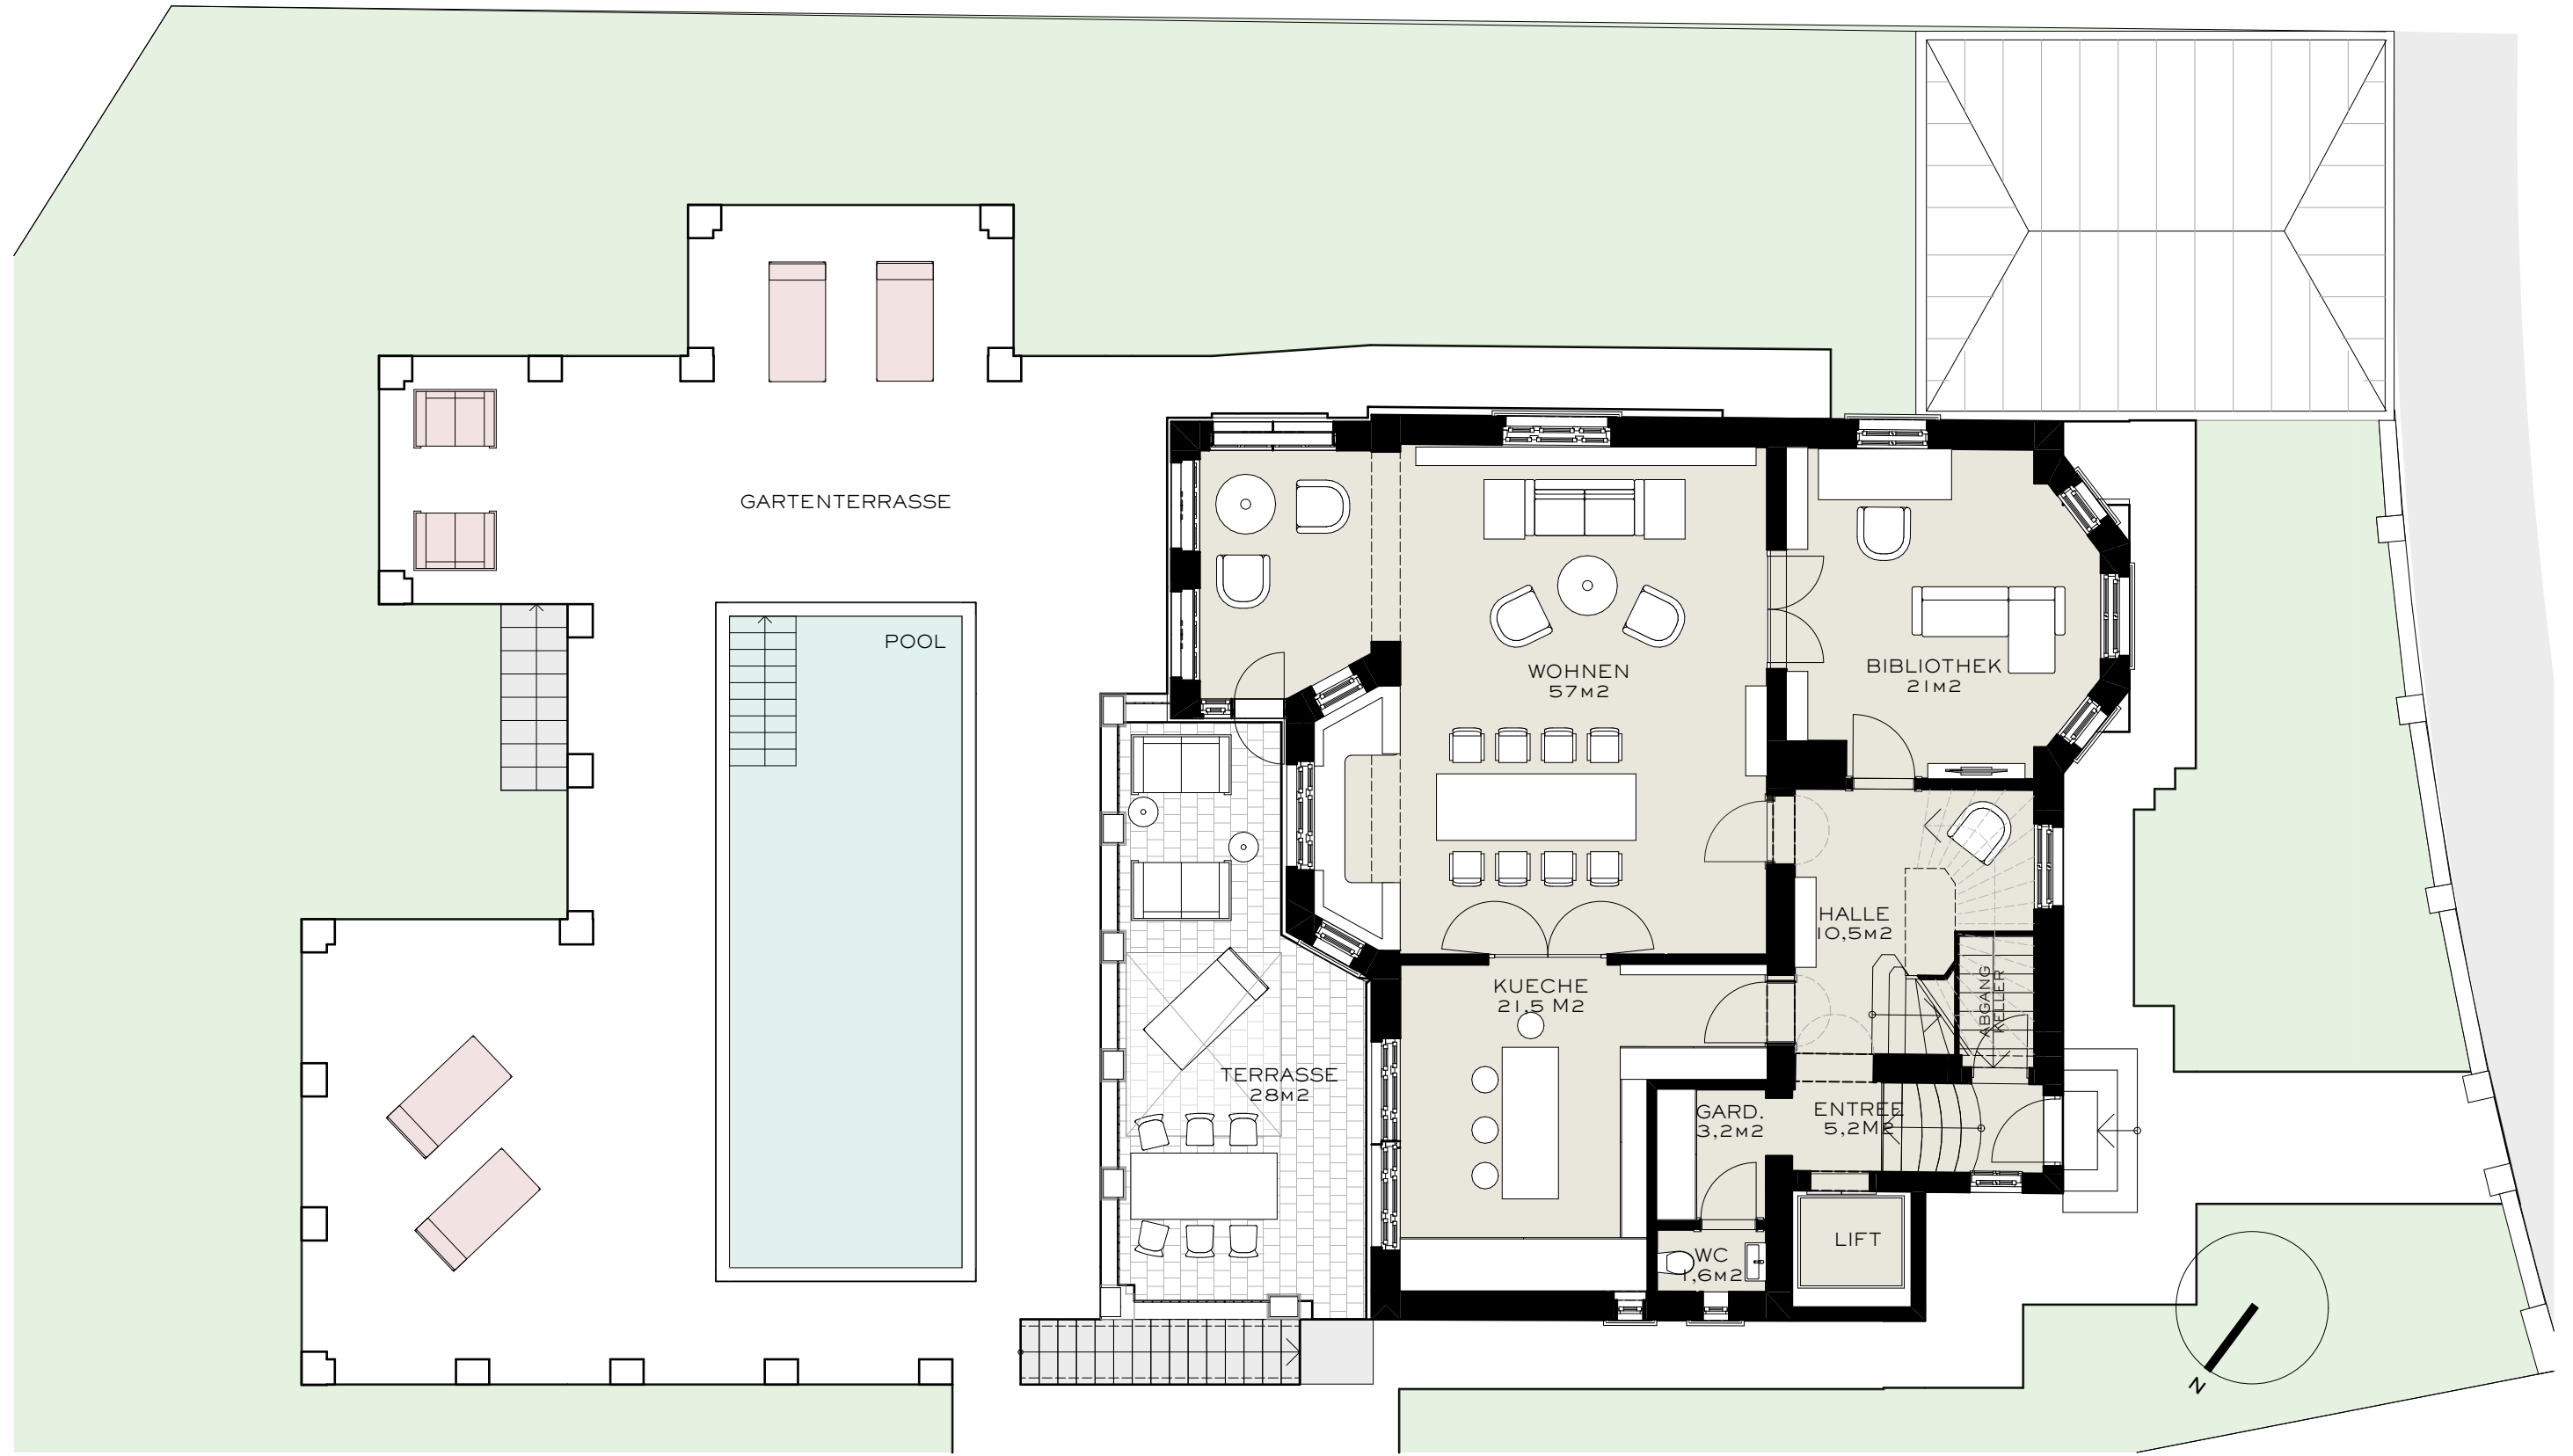 GARTENTERRASSE
POOL
WOHNEN
57M2
BIBLIOTHEK
21M2
HALLE
10,5M2
KUECHE
21,5 M2
ABGANG
KELLER
TERRASSE
28M2
GARD.
3,2M2
ENTREE
5,2M2
WC
1,6M2
LIFT
N